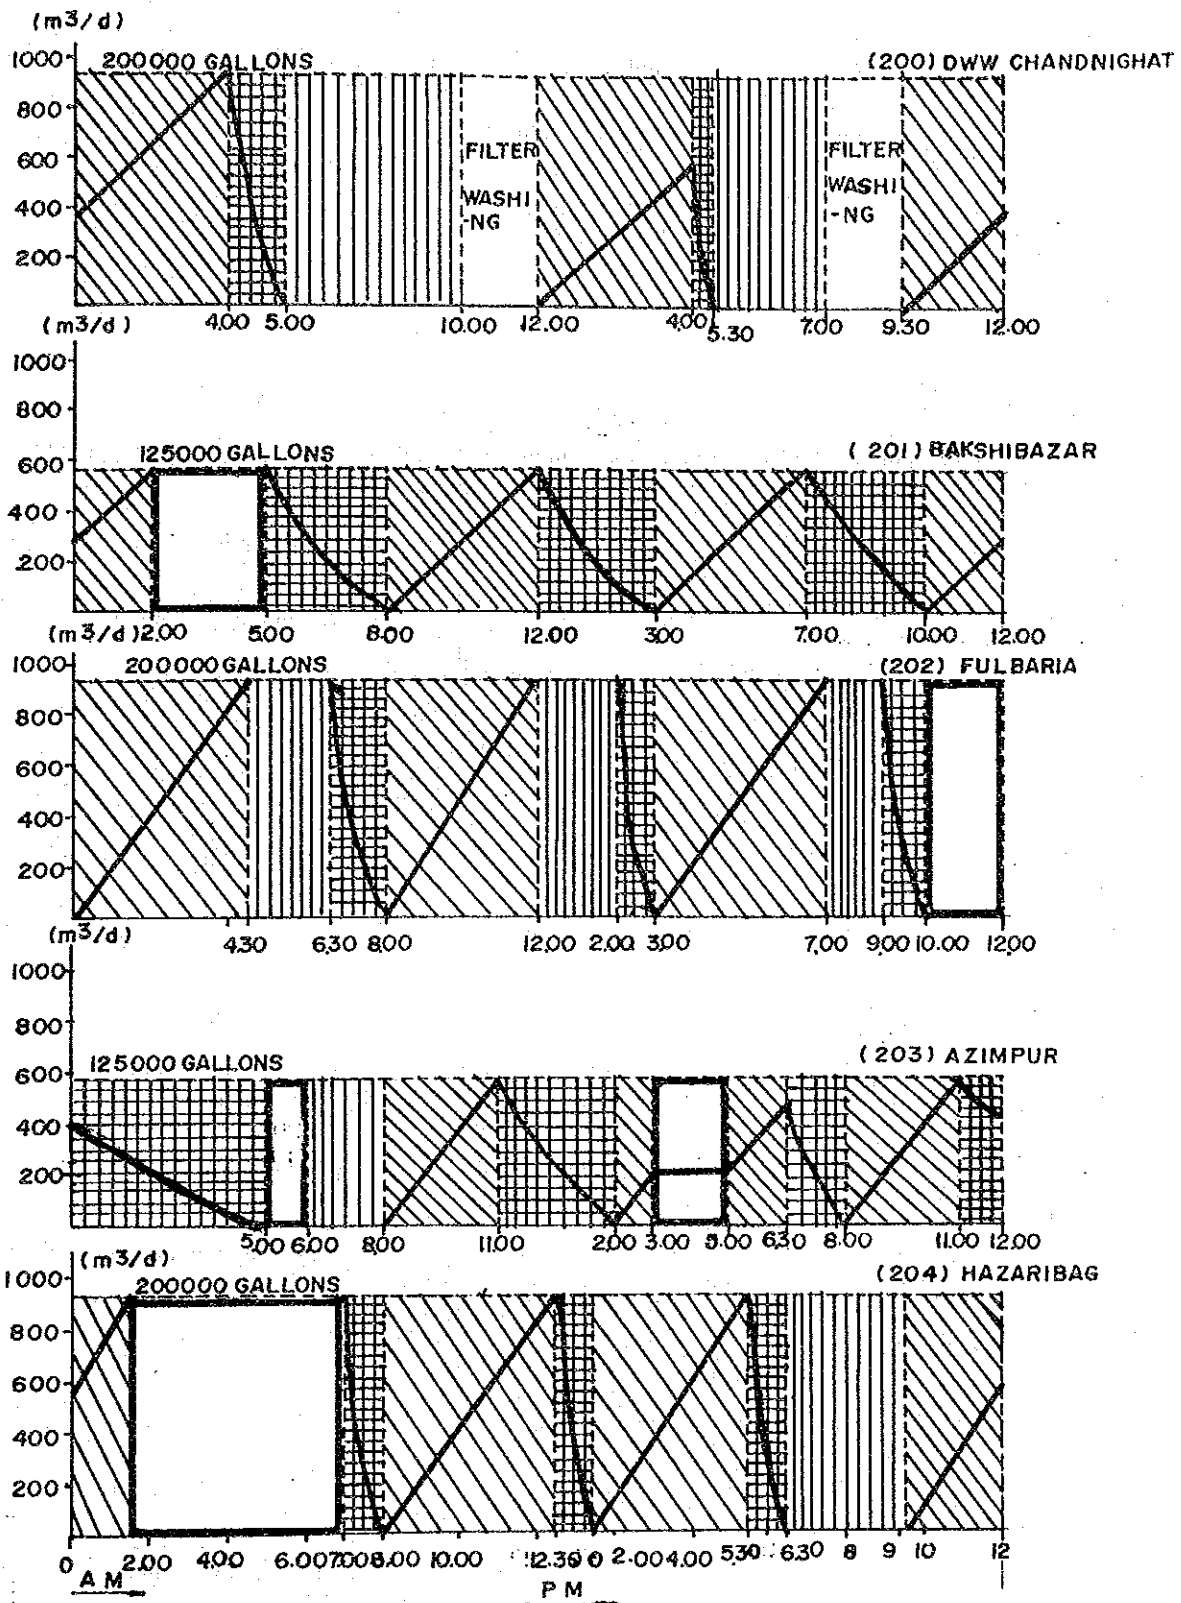 (m3/d)
1000 200000 GALLONS (200) DWW CHANDNIGHAT
800
600 FILTER FILTER
WASHI WASHI
400 -NG -NG
200
(m3/d) 4.00 5.00 10.00 12.00 4.00 5.30 7.00 9.30 12.00
1000
800
600 125000 GALLONS (201) BAKSHIBAZAR
400
200
(m3/d) 2.00 5.00 8.00 12.00 3.00 7.00 10.00 12.00
1000 200000 GALLONS (202) FULBARIA
800
600
400
200
(m3/d) 4.30 6.30 8.00 12.00 2.00 3.00 7.00 9.00 10.00 12.00
1000
800
600 125000 GALLONS (203) AZIMPUR
400
200
5.00 6.00 8.00 11.00 2.00 3.00 5.00 6.30 8.00 11.00 12.00
(m3/d)
1000 200000 GALLONS (204) HAZARIBAG
800
600
400
200
0 2.00 4.00 6.00 7.00 8.00 10.00 12.30 2.00 4.00 5.30 6.30 8 9 10 12
AM PM